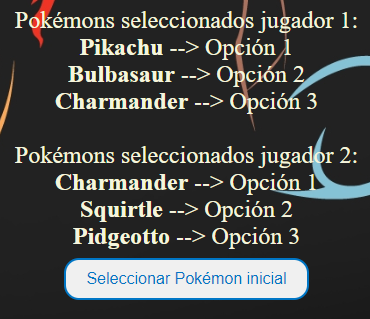 Pokémons seleccionados jugador 1:
Pikachu --> Opción 1
Bulbasaur --> Opción 2
Charmander --> Opción 3
Pokémons seleccionados jugador 2:
Charmander --> Opción 1
Squirtle --> Opción 2
Pidgeotto --> Opción 3
Seleccionar Pokémon inicial